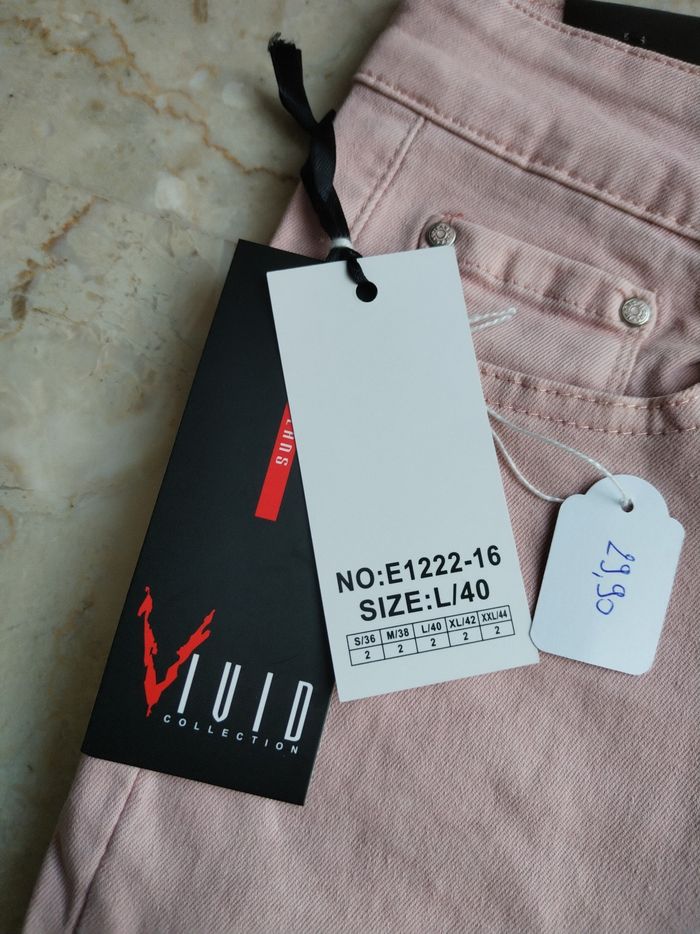 NO:E1222-16
SIZE:L/40
S/36 M/38 L/40 XL/42 XXL/44
2 2 2 2 2
VIVID
COLLECTION
29,90